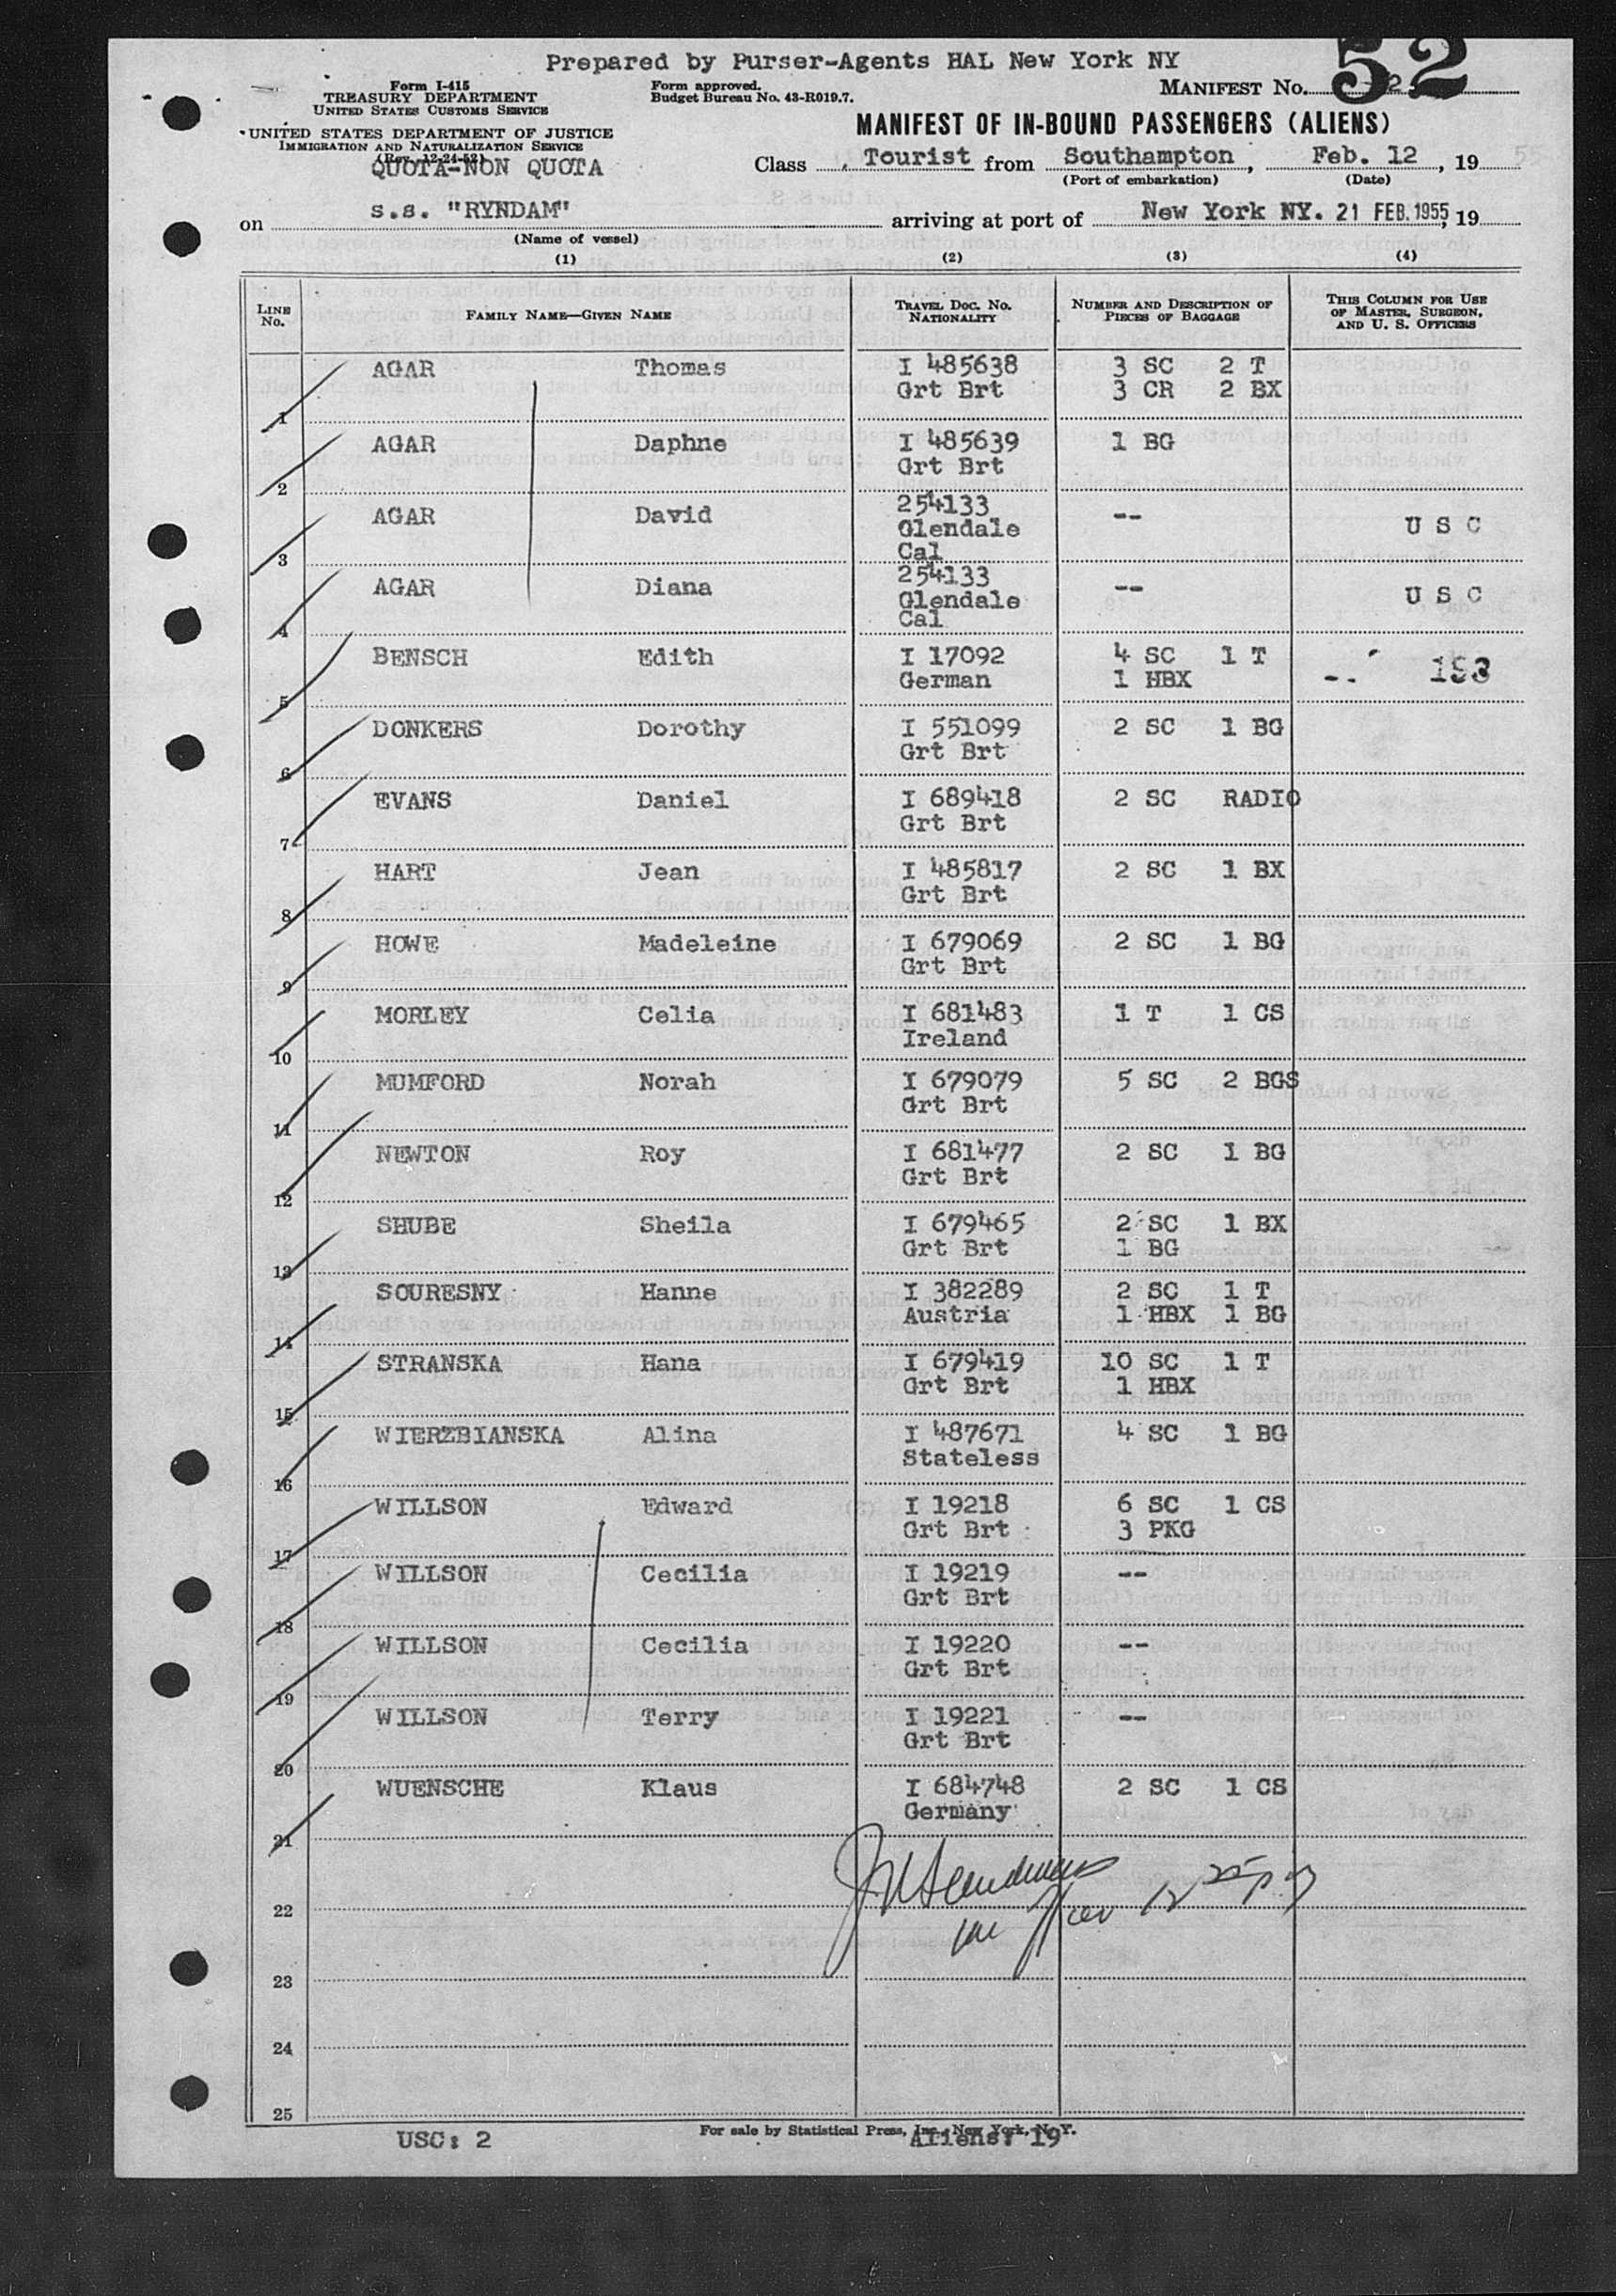 Prepared by Purser-Agents HAL New York NY
52
Form I-415
TREASURY DEPARTMENT
UNITED STATES CUSTOMS SERVICE
Form approved.
Budget Bureau No. 43-R019.7.
MANIFEST No. 2
UNITED STATES DEPARTMENT OF JUSTICE
IMMIGRATION AND NATURALIZATION SERVICE
(Rev. 12-24-52)
QUOTA-NON QUOTA
MANIFEST OF IN-BOUND PASSENGERS (ALIENS)
Class Tourist from Southampton, Feb. 12, 19 55
(Port of embarkation) (Date)
on s.s. "RYNDAM" arriving at port of New York NY. 21 FEB. 1955, 19
(Name of vessel)
(1) (2) (3) (4)
LINE No. FAMILY NAME—GIVEN NAME TRAVEL DOC. NO. NATIONALITY NUMBER AND DESCRIPTION OF PIECES OF BAGGAGE THIS COLUMN FOR USE OF MASTER, SURGEON, AND U. S. OFFICERS
AGAR Thomas I 485638 3 SC 2 T
Grt Brt 3 CR 2 BX
1
AGAR Daphne I 485639 1 BG
Grt Brt
2
AGAR David 254133 --
Glendale U S C
Cal
3
AGAR Diana 254133 --
Glendale U S C
Cal
4
BENSCH Edith I 17092 4 SC 1 T
German 1 HBX 193
5
DONKERS Dorothy I 551099 2 SC 1 BG
Grt Brt
6
EVANS Daniel I 689418 2 SC RADIO
Grt Brt
7
HART Jean I 485817 2 SC 1 BX
Grt Brt
8
HOWE Madeleine I 679069 2 SC 1 BG
Grt Brt
9
MORLEY Celia I 681483 1 T 1 CS
Ireland
10
MUMFORD Norah I 679079 5 SC 2 BGS
Grt Brt
11
NEWTON Roy I 681477 2 SC 1 BG
Grt Brt
12
SHUBE Sheila I 679465 2 SC 1 BX
Grt Brt 1 BG
13
SOURESNY Hanne I 382289 2 SC 1 T
Austria 1 HBX 1 BG
14
STRANSKA Hana I 679419 10 SC 1 T
Grt Brt 1 HBX
15
WIERZBIANSKA Alina I 487671 4 SC 1 BG
Stateless
16
WILLSON Edward I 19218 6 SC 1 CS
Grt Brt 3 PKG
17
WILLSON Cecilia I 19219 --
Grt Brt
18
WILLSON Cecilia I 19220 --
Grt Brt
19
WILLSON Terry I 19221 --
Grt Brt
20
WUENSCHE Klaus I 684748 2 SC 1 CS
Germany
21
22
23
24
25
For sale by Statistical Press, Inc., New York, N. Y.
USC: 2 Aliens: 19